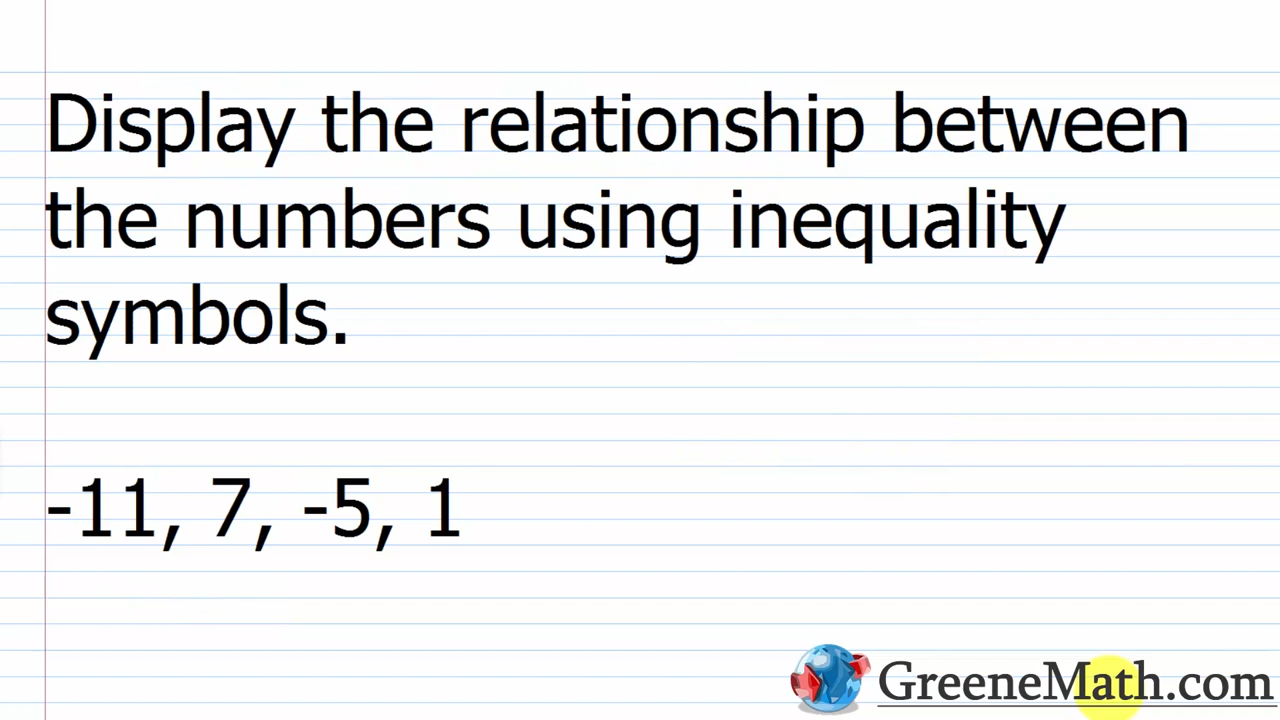 Display the relationship between
the numbers using inequality
symbols.
-11, 7, -5, 1
GreeneMath.com